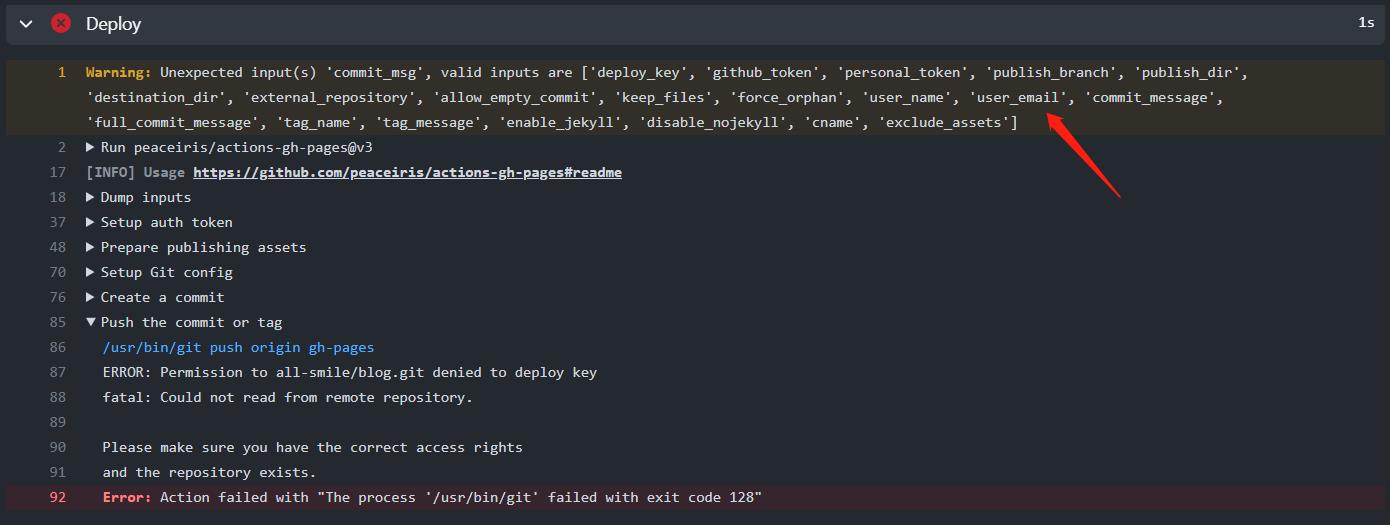 Deploy 1s
1 Warning: Unexpected input(s) 'commit_msg', valid inputs are ['deploy_key', 'github_token', 'personal_token', 'publish_branch', 'publish_dir',
'destination_dir', 'external_repository', 'allow_empty_commit', 'keep_files', 'force_orphan', 'user_name', 'user_email', 'commit_message',
'full_commit_message', 'tag_name', 'tag_message', 'enable_jekyll', 'disable_nojekyll', 'cname', 'exclude_assets']
2 ▶ Run peaceiris/actions-gh-pages@v3
17 [INFO] Usage https://github.com/peaceiris/actions-gh-pages#readme
18 ▶ Dump inputs
37 ▶ Setup auth token
48 ▶ Prepare publishing assets
70 ▶ Setup Git config
76 ▶ Create a commit
85 ▼ Push the commit or tag
86 /usr/bin/git push origin gh-pages
87 ERROR: Permission to all-smile/blog.git denied to deploy key
88 fatal: Could not read from remote repository.
89
90 Please make sure you have the correct access rights
91 and the repository exists.
92 Error: Action failed with "The process '/usr/bin/git' failed with exit code 128"